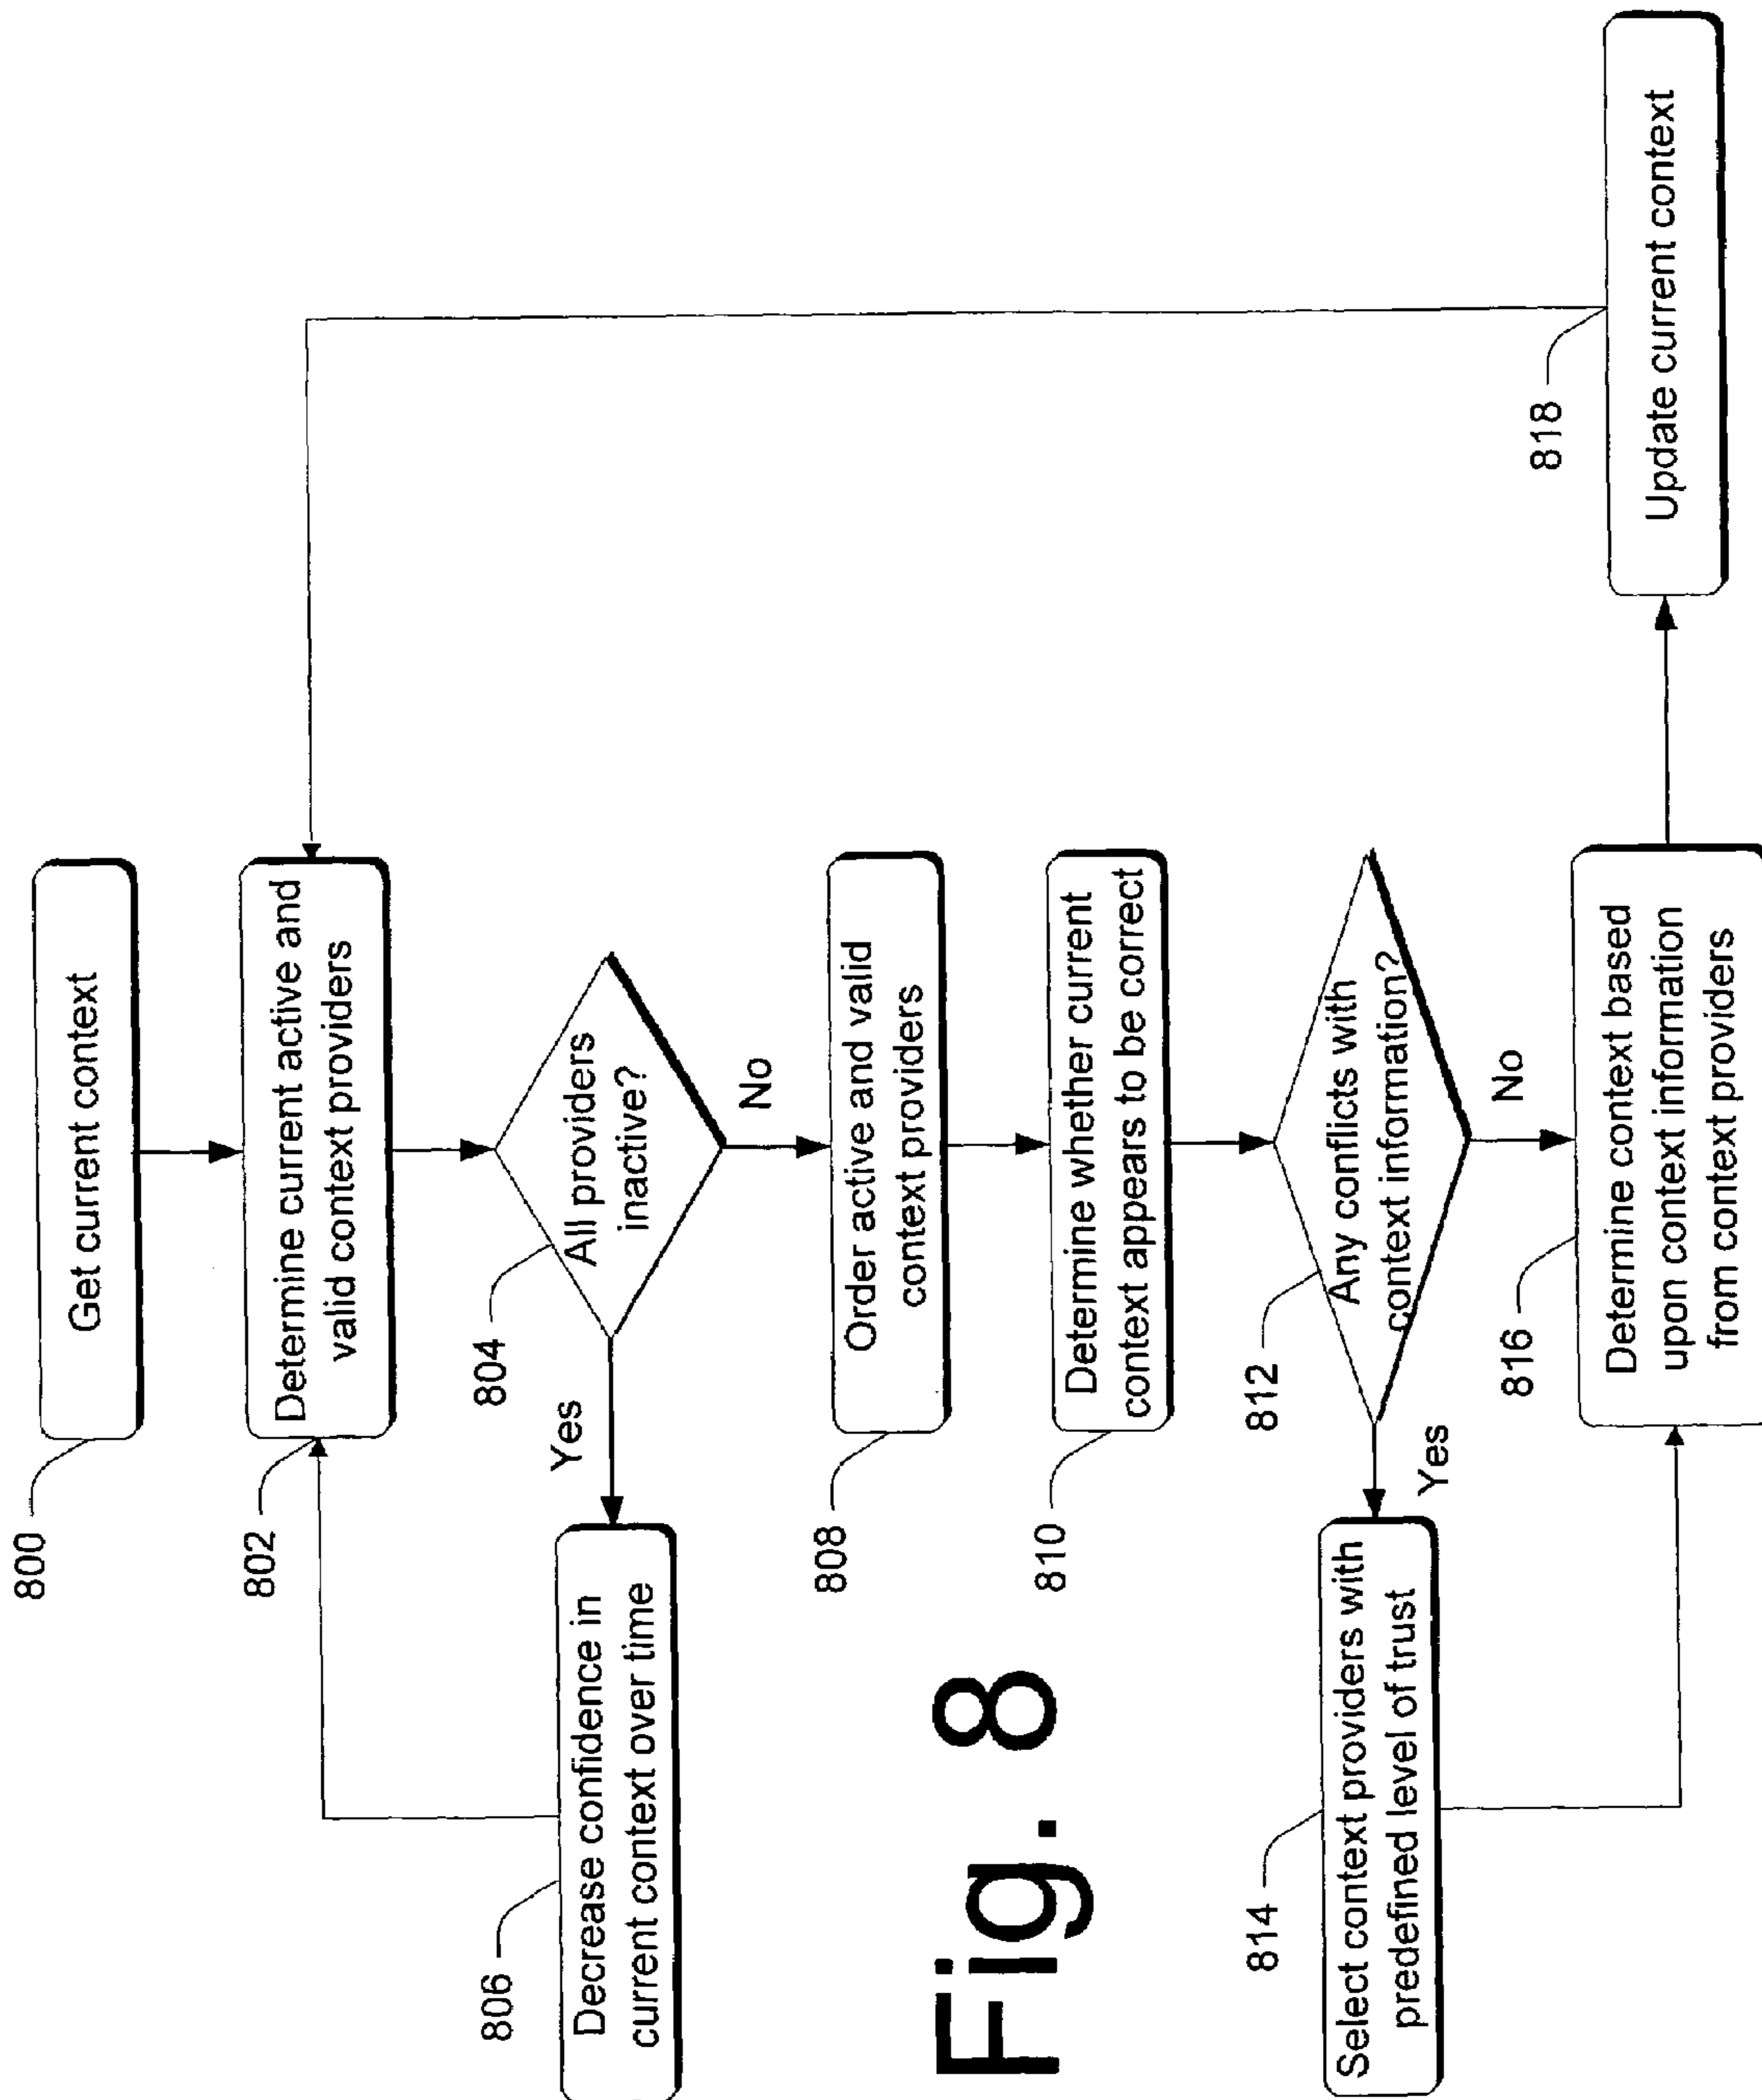 800
Get current context
802
Determine current active and
valid context providers
804
All providers
inactive?
Yes
No
806
Decrease confidence in
current context over time
808
Order active and valid
context providers
810
Determine whether current
context appears to be correct
812
Any conflicts with
context information?
Yes
No
814
Select context providers with
predefined level of trust
816
Determine context based
upon context information
from context providers
818
Update current context
Fig. 8